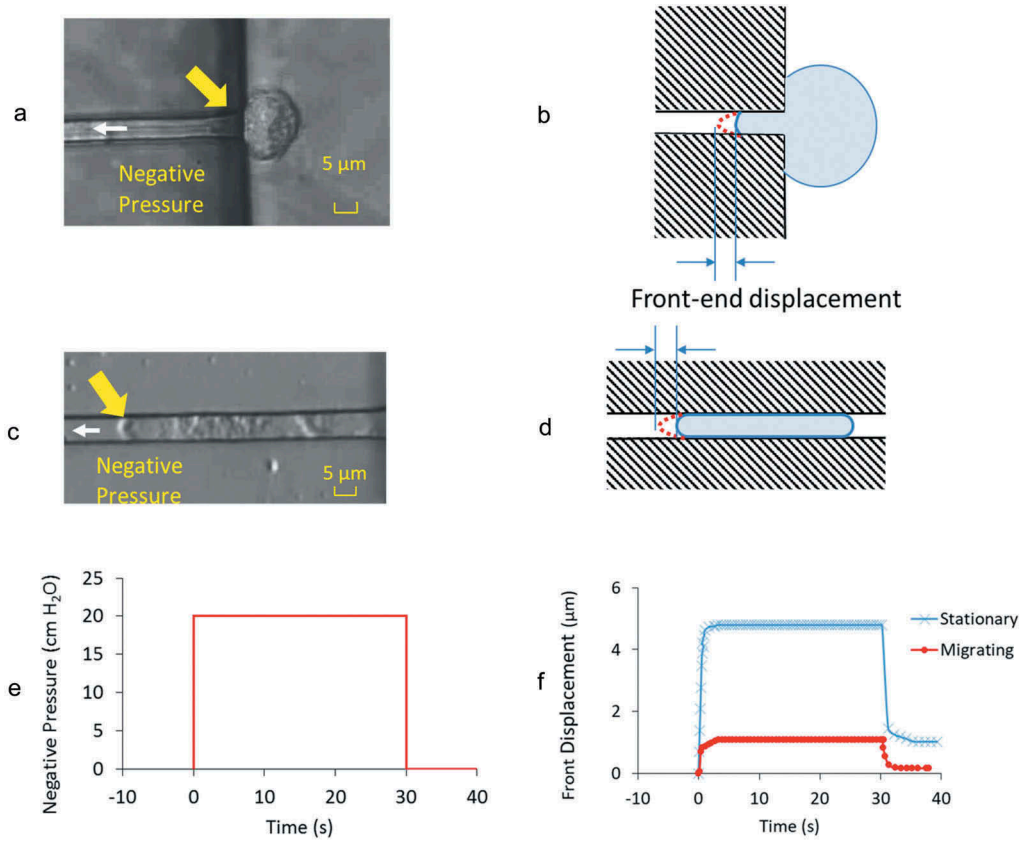 a
Negative
Pressure
5 µm
b
Front-end displacement
c
Negative
Pressure
5 µm
d
e
Negative Pressure (cm H₂O)
25
20
15
10
5
0
-10 0 10 20 30 40
Time (s)
f
Front Displacement (µm)
6
4
2
0
-10 0 10 20 30 40
Time (s)
Stationary
Migrating